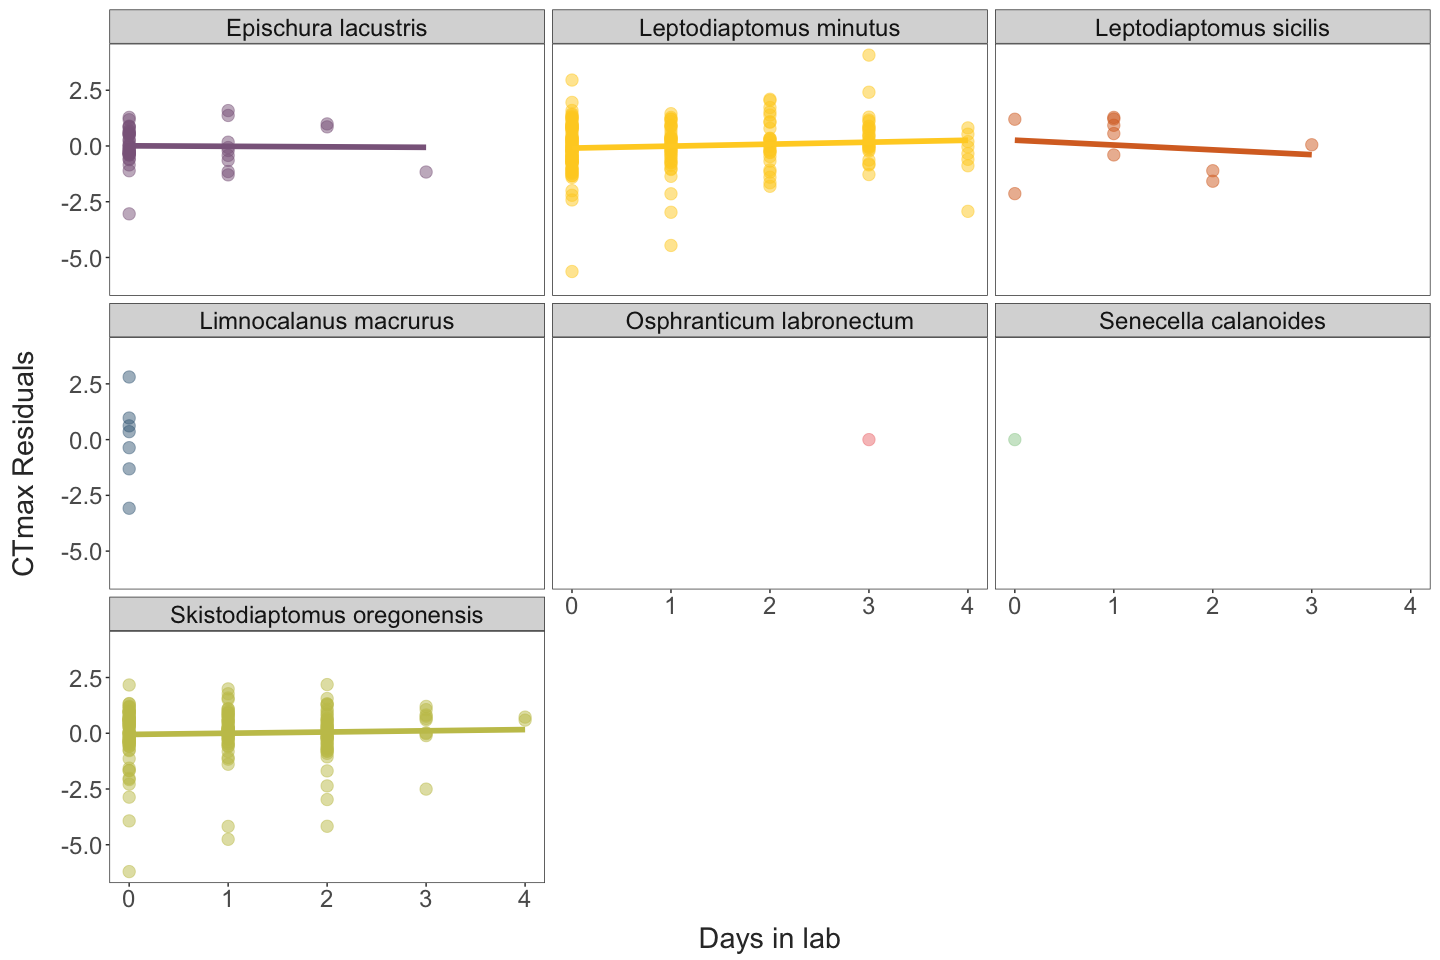 Epischura lacustris
Leptodiaptomus minutus
Leptodiaptomus sicilis
2.5
0.0
-2.5
-5.0
Limnocalanus macrurus
Osphranticum labronectum
Senecella calanoides
2.5
0.0
-2.5
-5.0
0 1 2 3 4
0 1 2 3 4
Skistodiaptomus oregonensis
2.5
0.0
-2.5
-5.0
0 1 2 3 4
CTmax Residuals
Days in lab